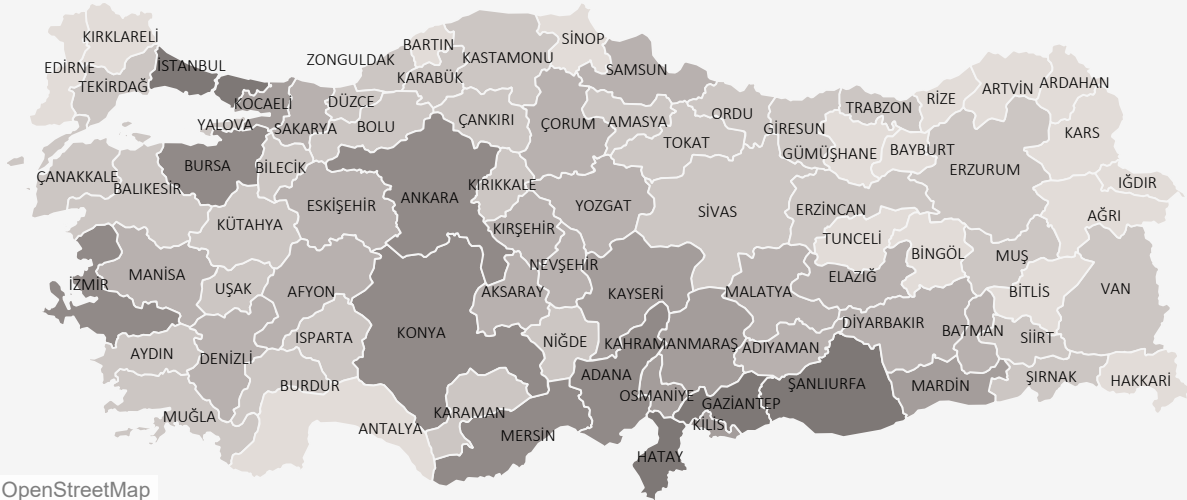 KIRKLARELİ
EDİRNE
TEKİRDAĞ
İSTANBUL
ZONGULDAK
BARTIN
KASTAMONU
SİNOP
KARABÜK
SAMSUN
KOCAELİ
YALOVA
SAKARYA
DÜZCE
BOLU
ÇANKIRI
ÇORUM
AMASYA
TOKAT
ORDU
GİRESUN
TRABZON
RİZE
ARTVİN
ARDAHAN
KARS
GÜMÜŞHANE
BAYBURT
ERZURUM
IĞDIR
AĞRI
ÇANAKKALE
BALIKESİR
BURSA
BİLECİK
ESKİŞEHİR
ANKARA
KIRIKKALE
YOZGAT
SİVAS
ERZİNCAN
TUNCELİ
BİNGÖL
MUŞ
KÜTAHYA
KIRŞEHİR
NEVŞEHİR
İZMİR
MANİSA
UŞAK
AFYON
AKSARAY
KAYSERİ
MALATYA
ELAZIĞ
BİTLİS
VAN
AYDIN
DENİZLİ
ISPARTA
KONYA
NİĞDE
KAHRAMANMARAŞ
ADIYAMAN
DİYARBAKIR
BATMAN
SİİRT
MUĞLA
BURDUR
ANTALYA
KARAMAN
MERSİN
ADANA
OSMANİYE
GAZİANTEP
KİLİS
HATAY
ŞANLIURFA
MARDİN
ŞIRNAK
HAKKARİ
OpenStreetMap